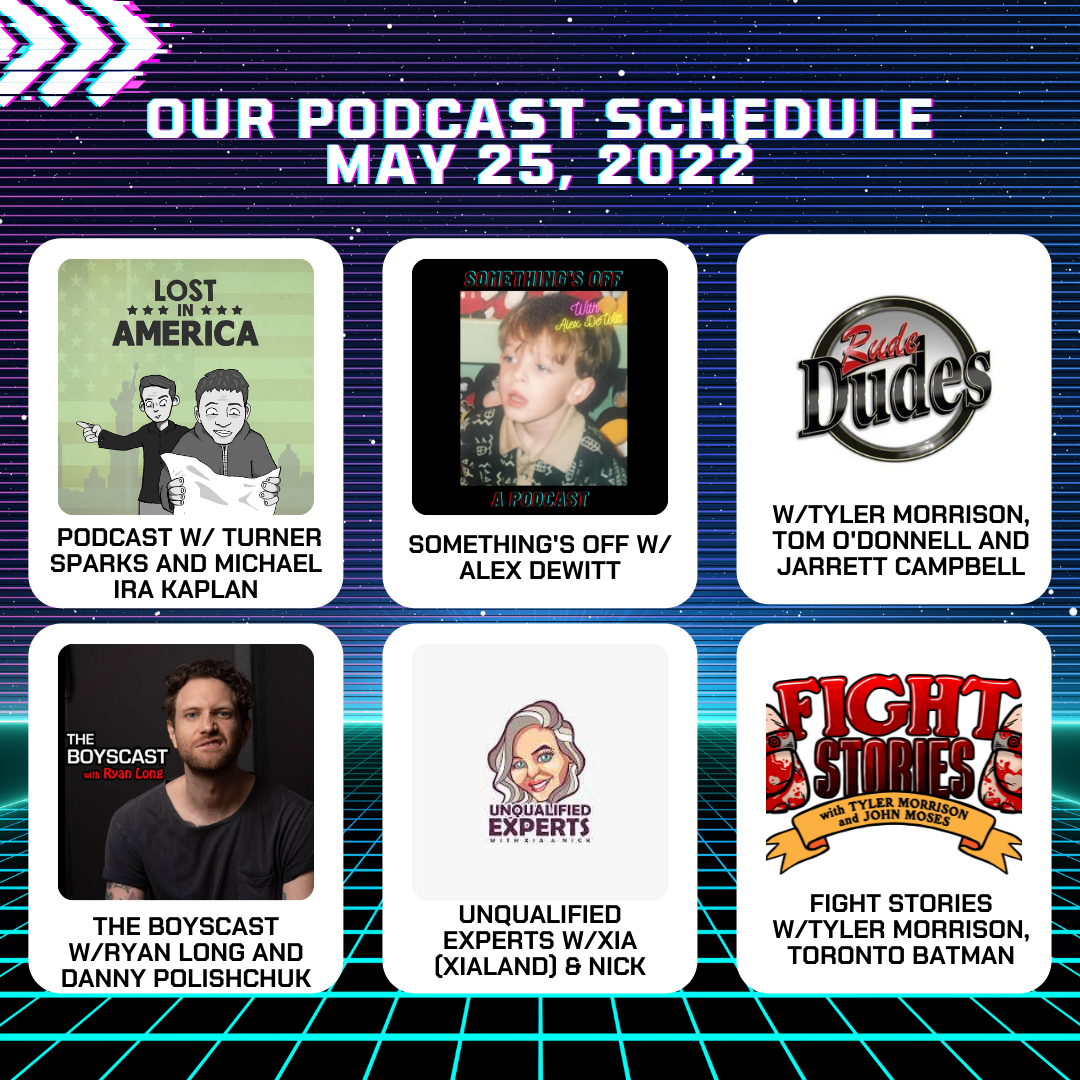 OUR PODCAST SCHEDULE
MAY 25, 2022
LOST
IN
AMERICA
PODCAST W/ TURNER
SPARKS AND MICHAEL
IRA KAPLAN
SOMETHING'S OFF
With
Alex DeWitt
A PODCAST
SOMETHING'S OFF W/
ALEX DEWITT
Rude
Dudes
W/TYLER MORRISON,
TOM O'DONNELL AND
JARRETT CAMPBELL
THE
BOYSCAST
with Ryan Long
THE BOYSCAST
W/RYAN LONG AND
DANNY POLISHCHUK
UNQUALIFIED
EXPERTS
WITH XIA & NICK
UNQUALIFIED
EXPERTS W/XIA
(XIALAND) & NICK
FIGHT
STORIES
with TYLER MORRISON
and JOHN MOSES
FIGHT STORIES
W/TYLER MORRISON,
TORONTO BATMAN